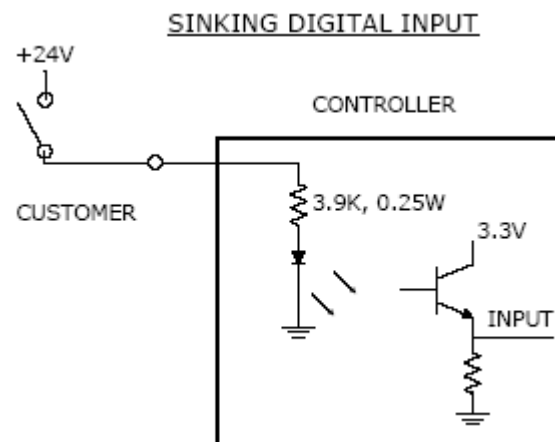 SINKING DIGITAL INPUT
+24V
CONTROLLER
CUSTOMER
3.9K, 0.25W
3.3V
INPUT